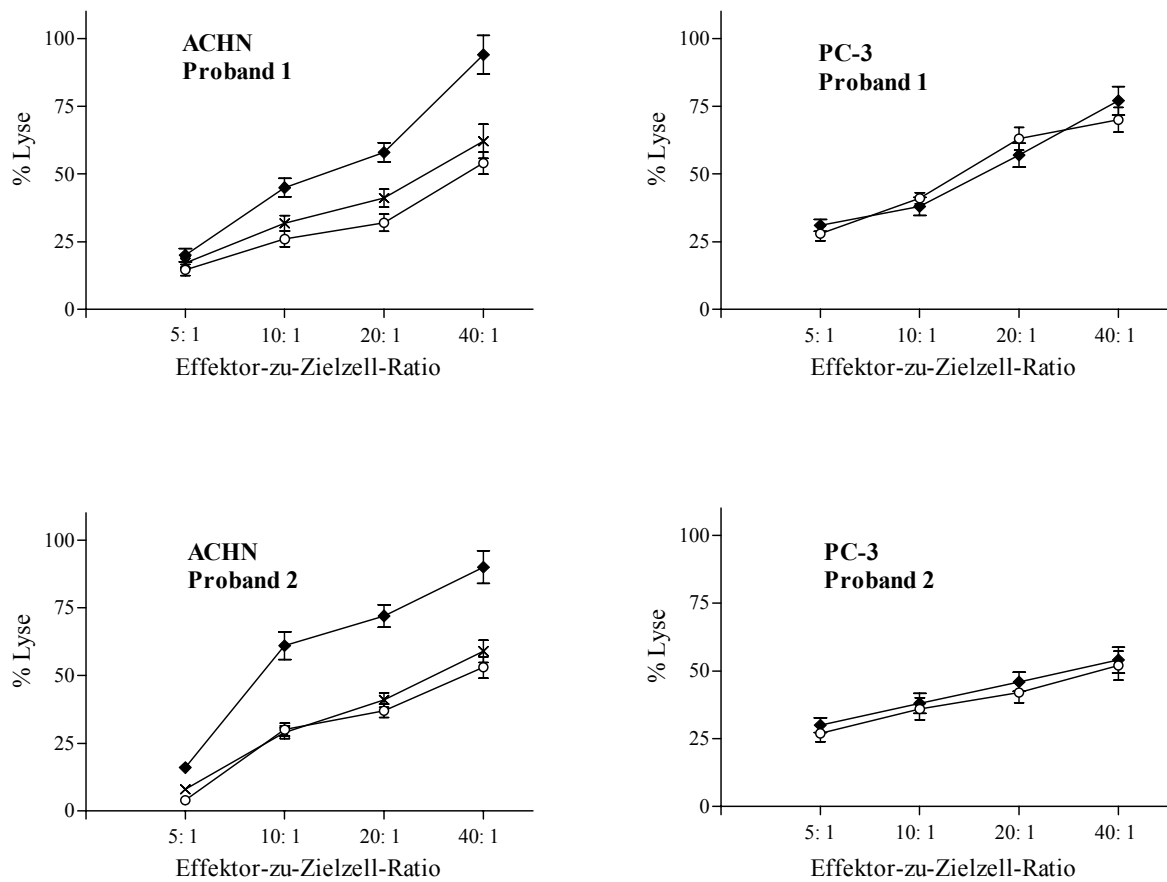 ACHN
Proband 1
% Lyse
100
75
50
25
0
5: 1 10: 1 20: 1 40: 1
Effektor-zu-Zielzell-Ratio
PC-3
Proband 1
% Lyse
100
75
50
25
0
5: 1 10: 1 20: 1 40: 1
Effektor-zu-Zielzell-Ratio
ACHN
Proband 2
% Lyse
100
75
50
25
0
5: 1 10: 1 20: 1 40: 1
Effektor-zu-Zielzell-Ratio
PC-3
Proband 2
% Lyse
100
75
50
25
0
5: 1 10: 1 20: 1 40: 1
Effektor-zu-Zielzell-Ratio